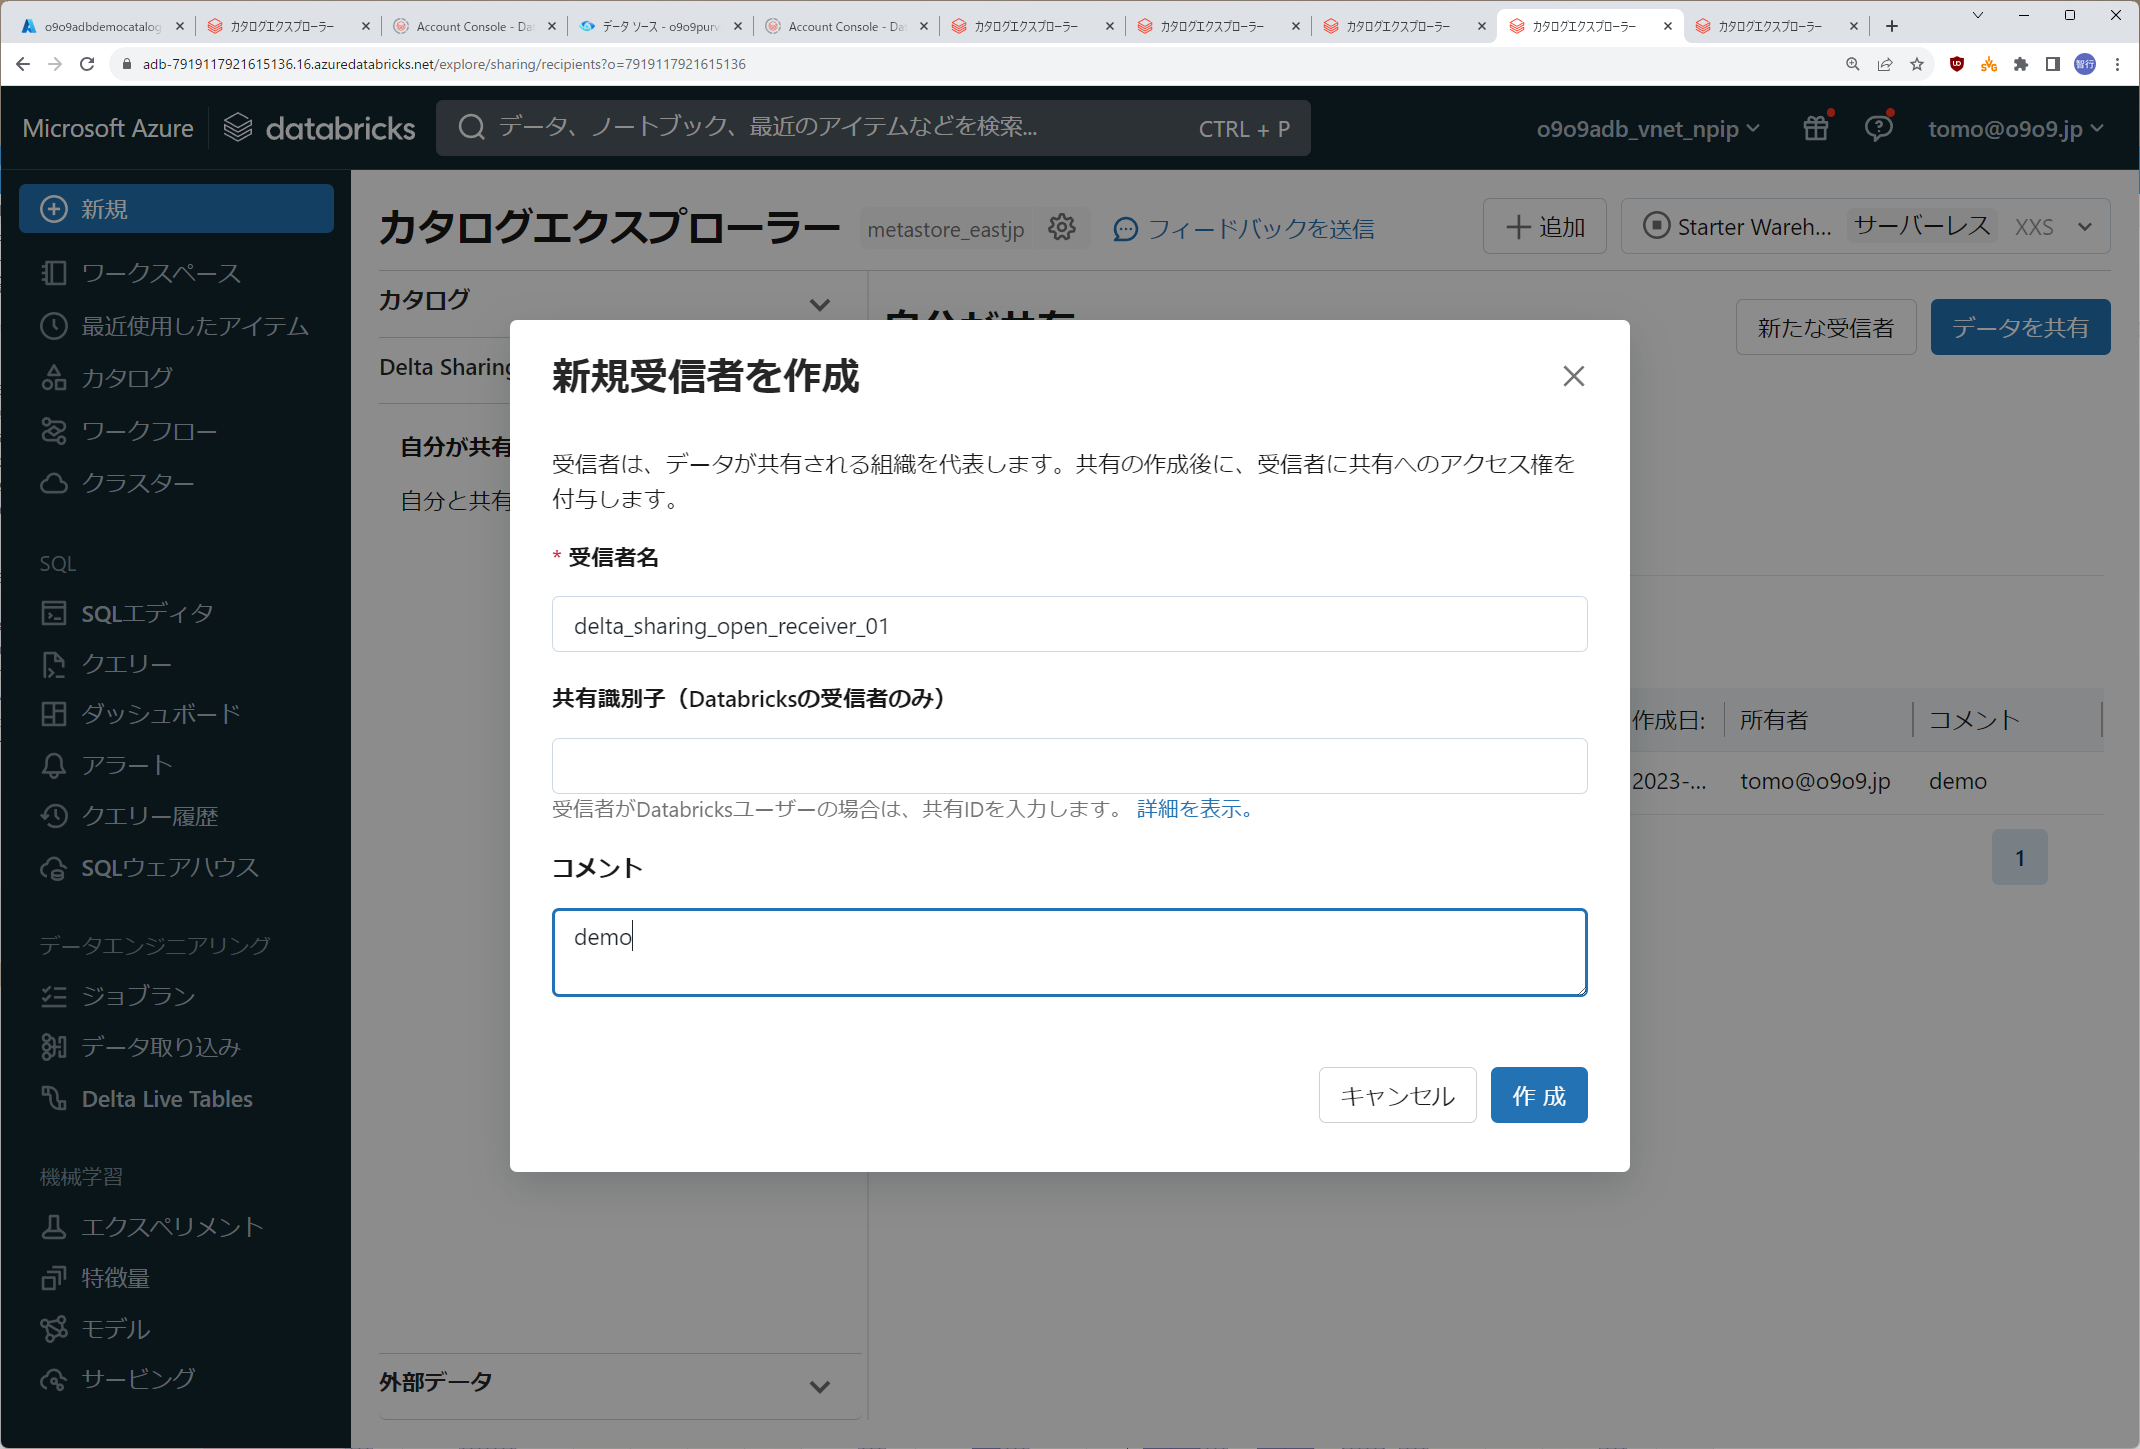 o9o9adbdemocatalog
カタログエクスプローラー
Account Console - Da
データ ソース - o9o9purv
Account Console - Da
カタログエクスプローラー
カタログエクスプローラー
カタログエクスプローラー
カタログエクスプローラー
カタログエクスプローラー
adb-7919117921615136.16.azuredatabricks.net/explore/sharing/recipients?o=7919117921615136
智行
Microsoft Azure
databricks
データ、ノートブック、最近のアイテムなどを検索...
CTRL + P
o9o9adb_vnet_npip
tomo@o9o9.jp
新規
ワークスペース
最近使用したアイテム
カタログ
ワークフロー
クラスター
SQL
SQLエディタ
クエリー
ダッシュボード
アラート
クエリー履歴
SQLウェアハウス
データエンジニアリング
ジョブラン
データ取り込み
Delta Live Tables
機械学習
エクスペリメント
特徴量
モデル
サービング
カタログエクスプローラー
metastore_eastjp
フィードバックを送信
追加
Starter Wareh...
サーバーレス
XXS
カタログ
Delta Sharing
自分が共有
自分と共有
外部データ
自分が共有
新たな受信者
データを共有
作成日:
所有者
コメント
2023-...
tomo@o9o9.jp
demo
1
新規受信者を作成
受信者は、データが共有される組織を代表します。共有の作成後に、受信者に共有へのアクセス権を
付与します。
* 受信者名
delta_sharing_open_receiver_01
共有識別子（Databricksの受信者のみ）
受信者がDatabricksユーザーの場合は、共有IDを入力します。 詳細を表示。
コメント
demo
キャンセル
作 成